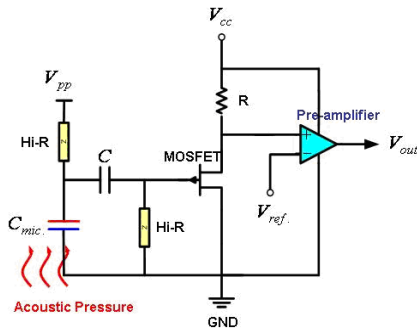 Vcc
Vpp
R
Pre-amplifier
Hi-R
C
MOSFET
+
−
Vout
Cmic.
Hi-R
Vref.
Acoustic Pressure
GND